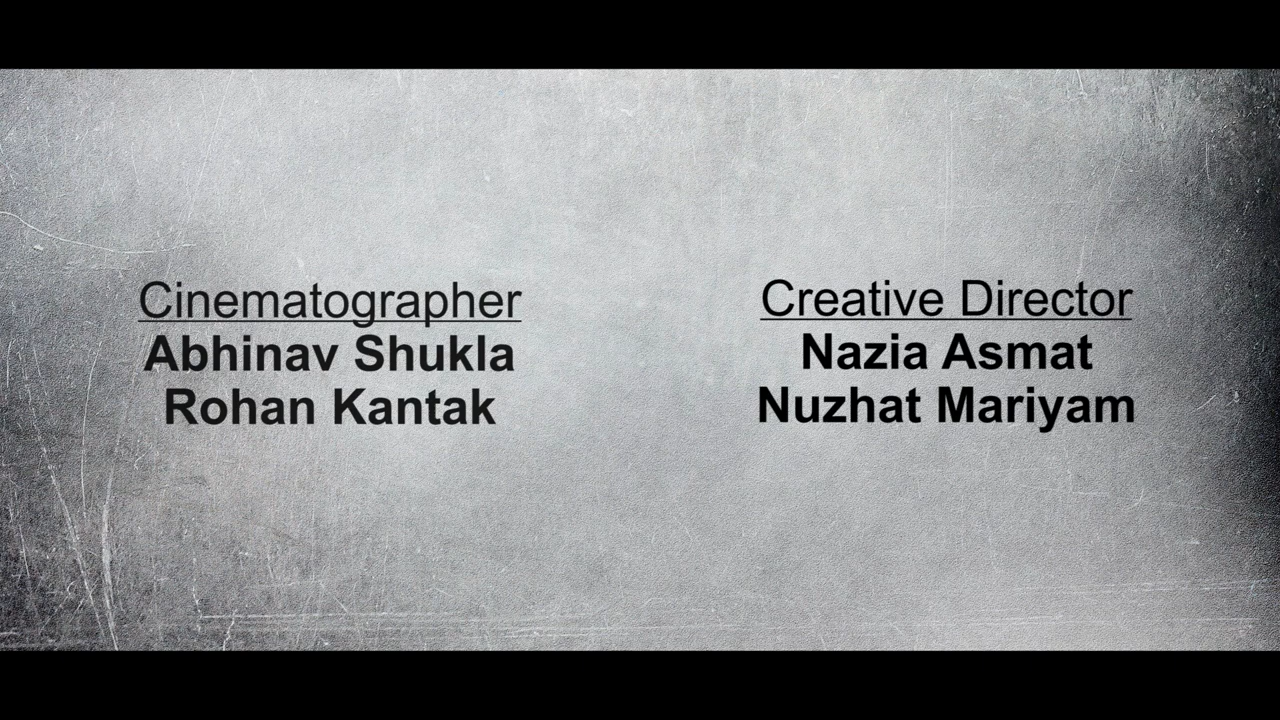 Cinematographer
Abhinav Shukla
Rohan Kantak
Creative Director
Nazia Asmat
Nuzhat Mariyam